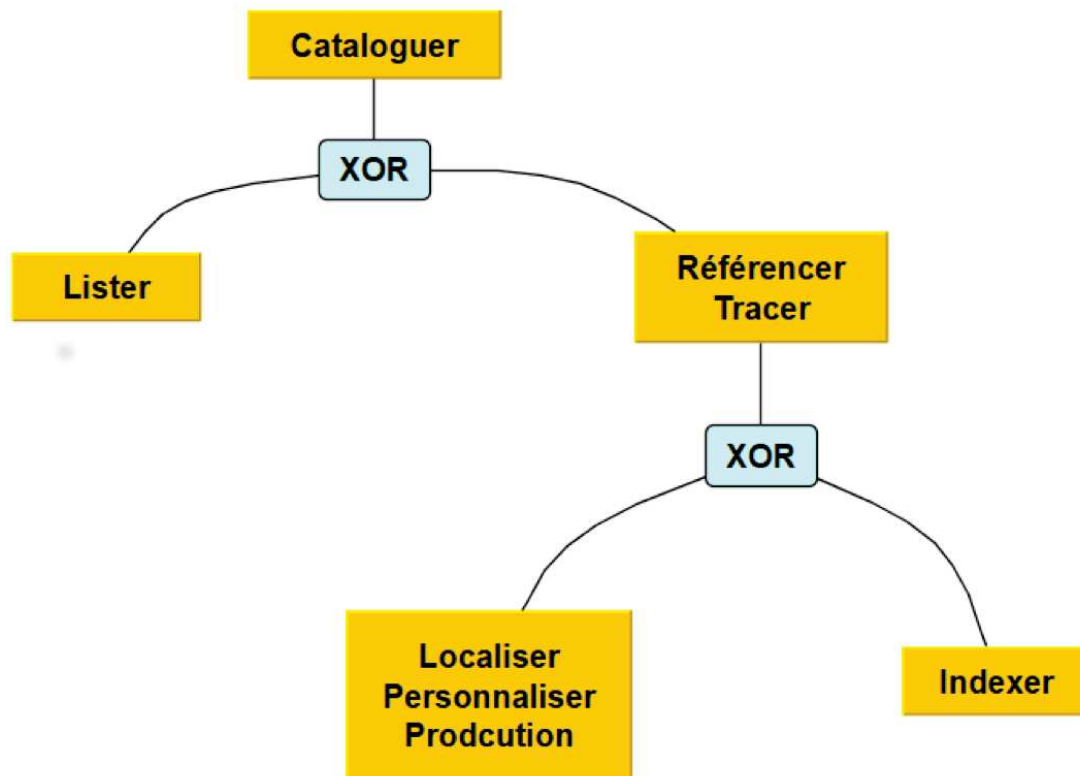 Cataloguer
XOR
Lister
Référencer
Tracer
XOR
Localiser
Personnaliser
Prodcution
Indexer